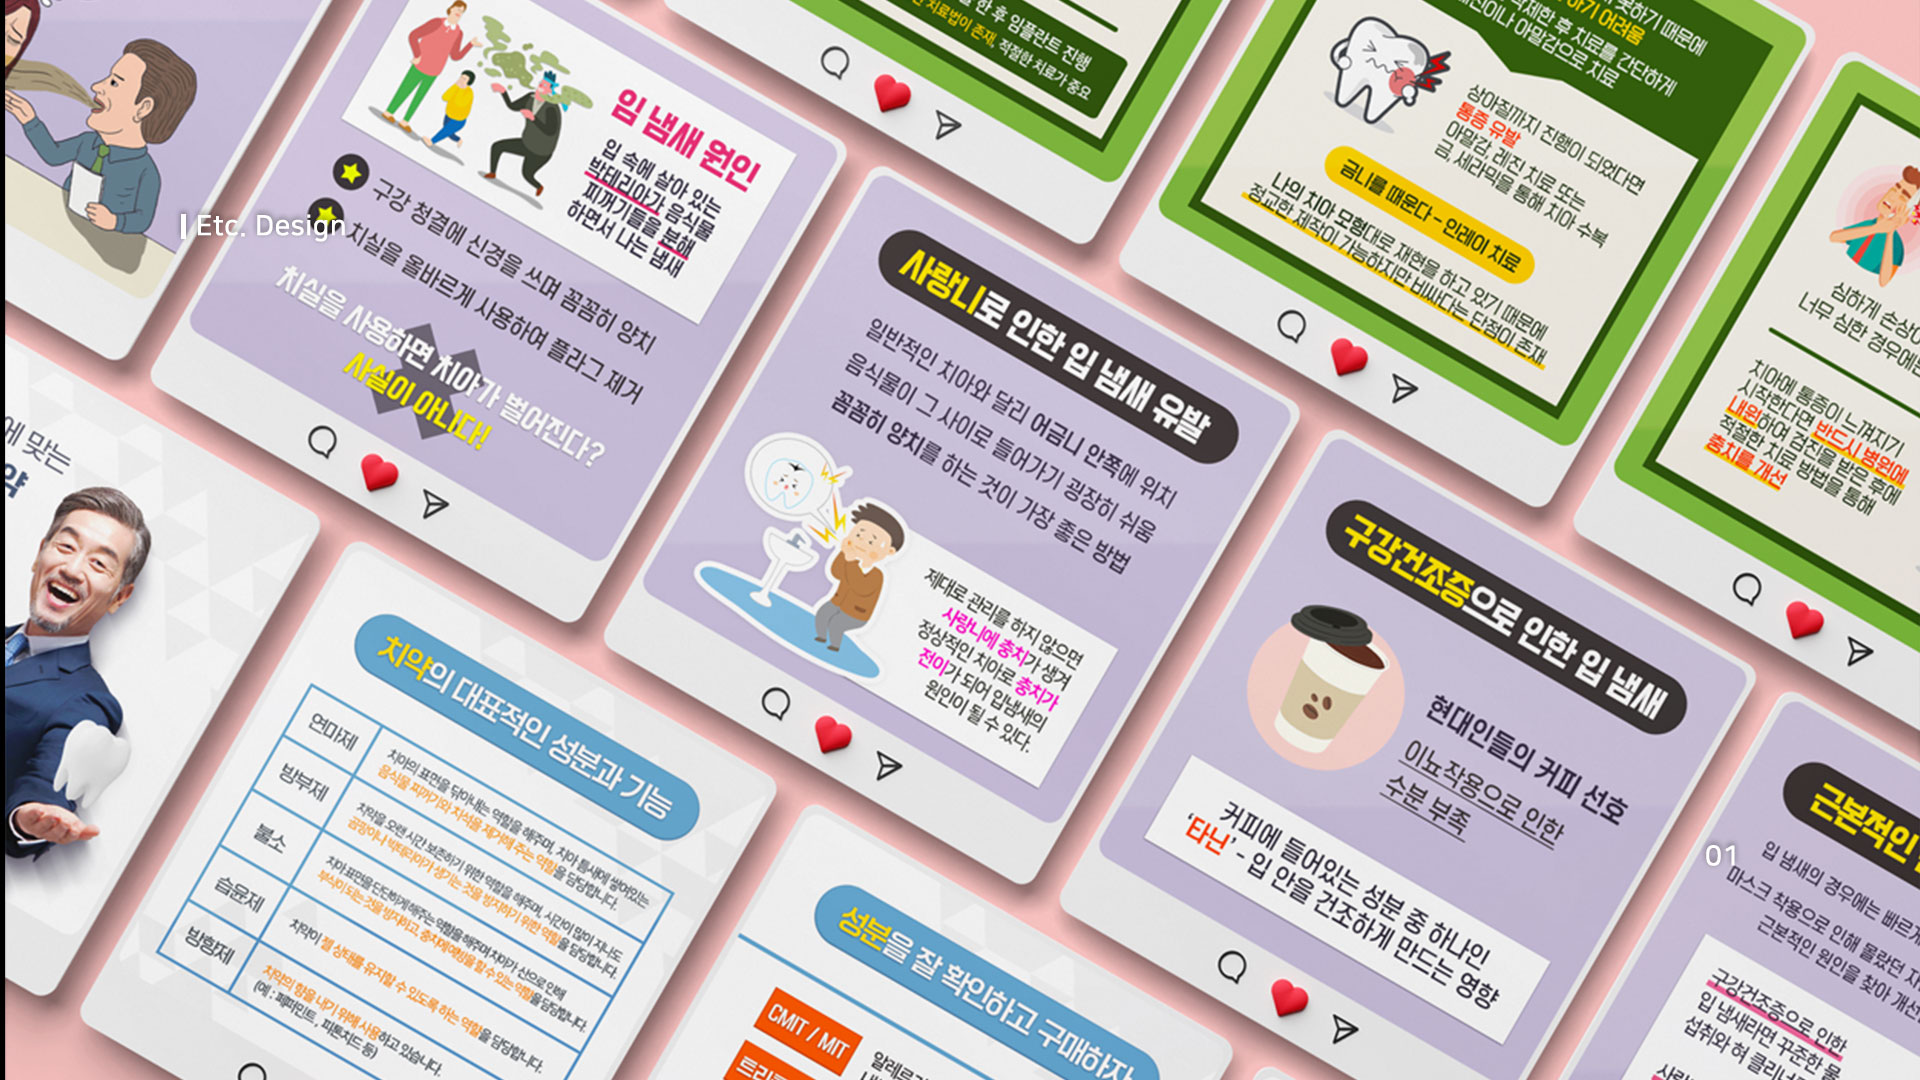 Etc. Design
01
입 냄새 원인
입 속에 살아 있는
박테리아가 음식물
찌꺼기들을 분해
하면서 나는 냄새
구강 청결에 신경을 쓰며 꼼꼼히 양치
치실을 올바르게 사용하여 플라그 제거
치실을 사용하면 치아가 벌어진다?
사실이 아니다!
한 후 임플란트 진행
치료법이 존재, 적절한 치료가 중요
못하기 때문에
하기 어려움
삭제한 후 치료를 간단하게
레진이나 아말감으로 치료
상아질까지 진행이 되었다면
통증 유발
아말감, 레진 치료 또는
금, 세라믹을 통해 치아 수복
금니를 때운다 - 인레이 치료
나의 치아 모형대로 재현을 하고 있기 때문에
정교한 제작이 가능하지만 비싸다는 단점이 존재
심하게 손상이
너무 심한 경우에는
치아에 통증이 느껴지기
시작한다면 반드시 병원에
내원하여 검진을 받은 후에
적절한 치료 방법을 통해
충치를 개선
사랑니로 인한 입 냄새 유발
일반적인 치아와 달리 어금니 안쪽에 위치
음식물이 그 사이로 들어가기 굉장히 쉬움
꼼꼼히 양치를 하는 것이 가장 좋은 방법
제대로 관리를 하지 않으면
사랑니에 충치가 생겨
정상적인 치아로 충치가
전이가 되어 입냄새의
원인이 될 수 있다.
구강건조증으로 인한 입 냄새
현대인들의 커피 선호
이뇨작용으로 인한
수분 부족
커피에 들어있는 성분 중 하나인
'타닌' - 입 안을 건조하게 만드는 영향
근본적인
입 냄새의 경우에는 빠르게
마스크 착용으로 인해 몰랐던
근본적인 원인을 찾아 개선
구강건조증으로 인한
입 냄새라면 꾸준한 물
섭취와 혀 클리너
에 맞는
약
치약의 대표적인 성분과 기능
연마제
치아의 표면을 닦아내는 역할을 해주며, 치아 틈새에 쌓여있는
음식물 찌꺼기와 치석을 제거해 주는 역할을 담당합니다.
방부제
치약을 오랜 시간 보존하기 위한 역할을 해주며, 시간이 많이 지나도
곰팡이나 박테리아가 생기는 것을 방지하기 위한 역할을 담당합니다.
불소
치아 표면을 단단하게 해주는 역할을 해주며 치아가 산으로 인해
부식이 되는 것을 방지하고, 충치에 예방을 할 수 있는 역할을 담당합니다.
습윤제
치약이 젤 상태를 유지할 수 있도록 하는 역할을 담당합니다.
방향제
치약의 향을 내기 위해 사용하고 있습니다.
(예 : 페퍼민트, 피톤치드 등)
성분을 잘 확인하고 구매하자
CMIT / MIT
알레르기